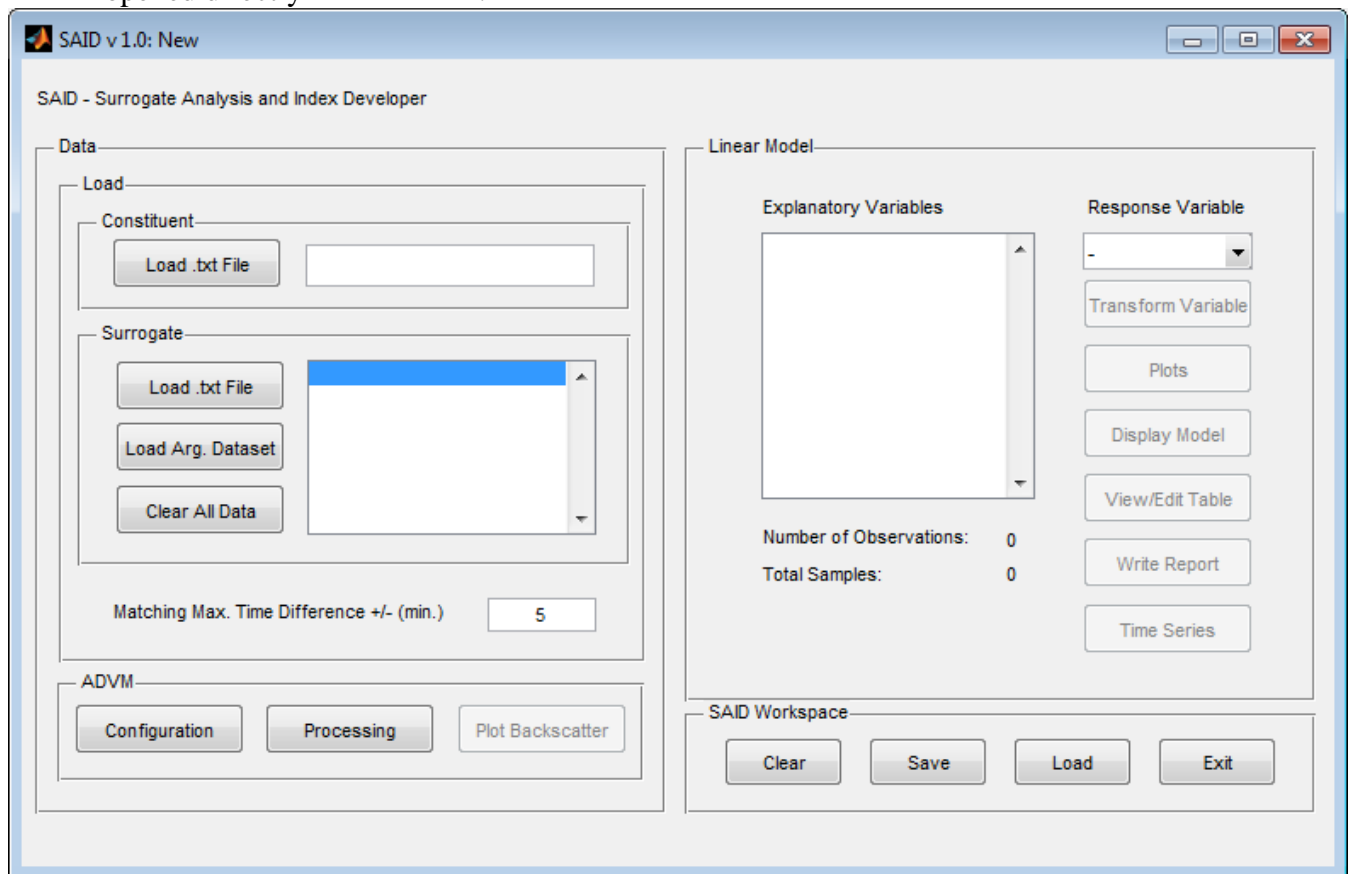 SAID v 1.0: New
SAID - Surrogate Analysis and Index Developer
Data
Load
Constituent
Load .txt File
Surrogate
Load .txt File
Load Arg. Dataset
Clear All Data
Matching Max. Time Difference +/- (min.) 5
ADVM
Configuration Processing Plot Backscatter
Linear Model
Explanatory Variables Response Variable
-
Transform Variable
Plots
Display Model
View/Edit Table
Number of Observations: 0
Write Report
Total Samples: 0
Time Series
SAID Workspace
Clear Save Load Exit